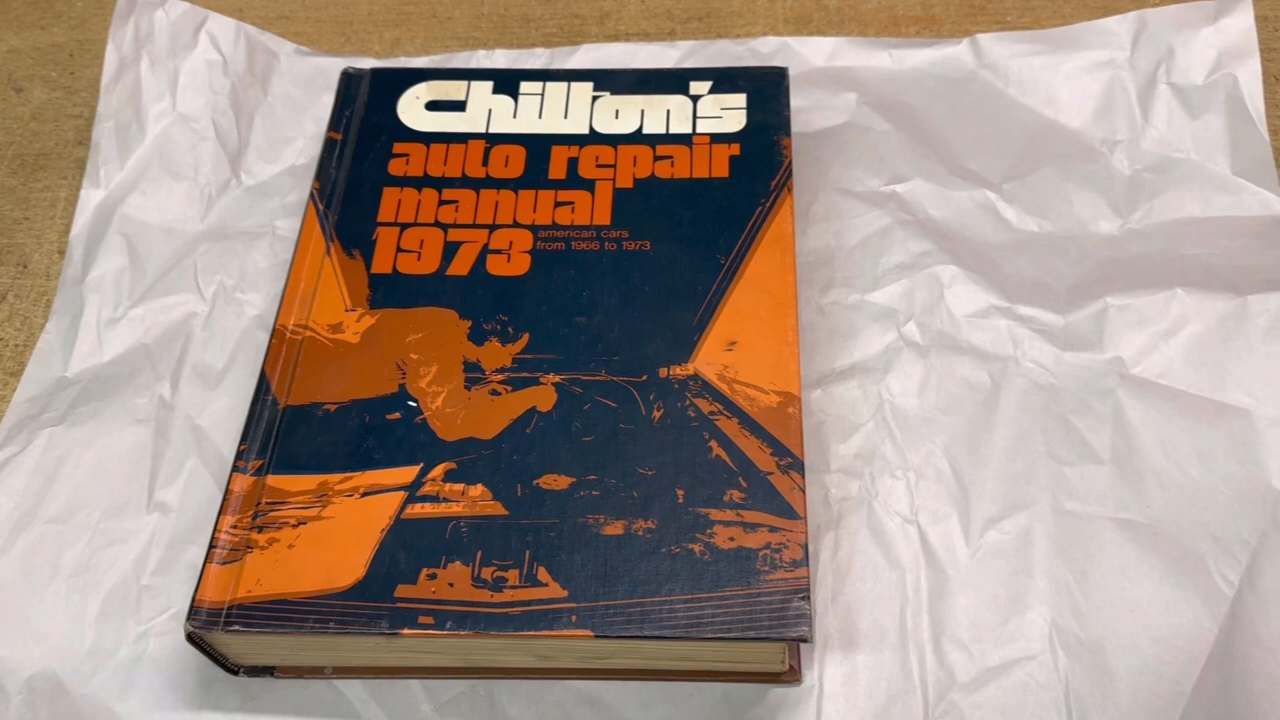 Chilton's
auto repair
manual
1973
american cars
from 1966 to 1973